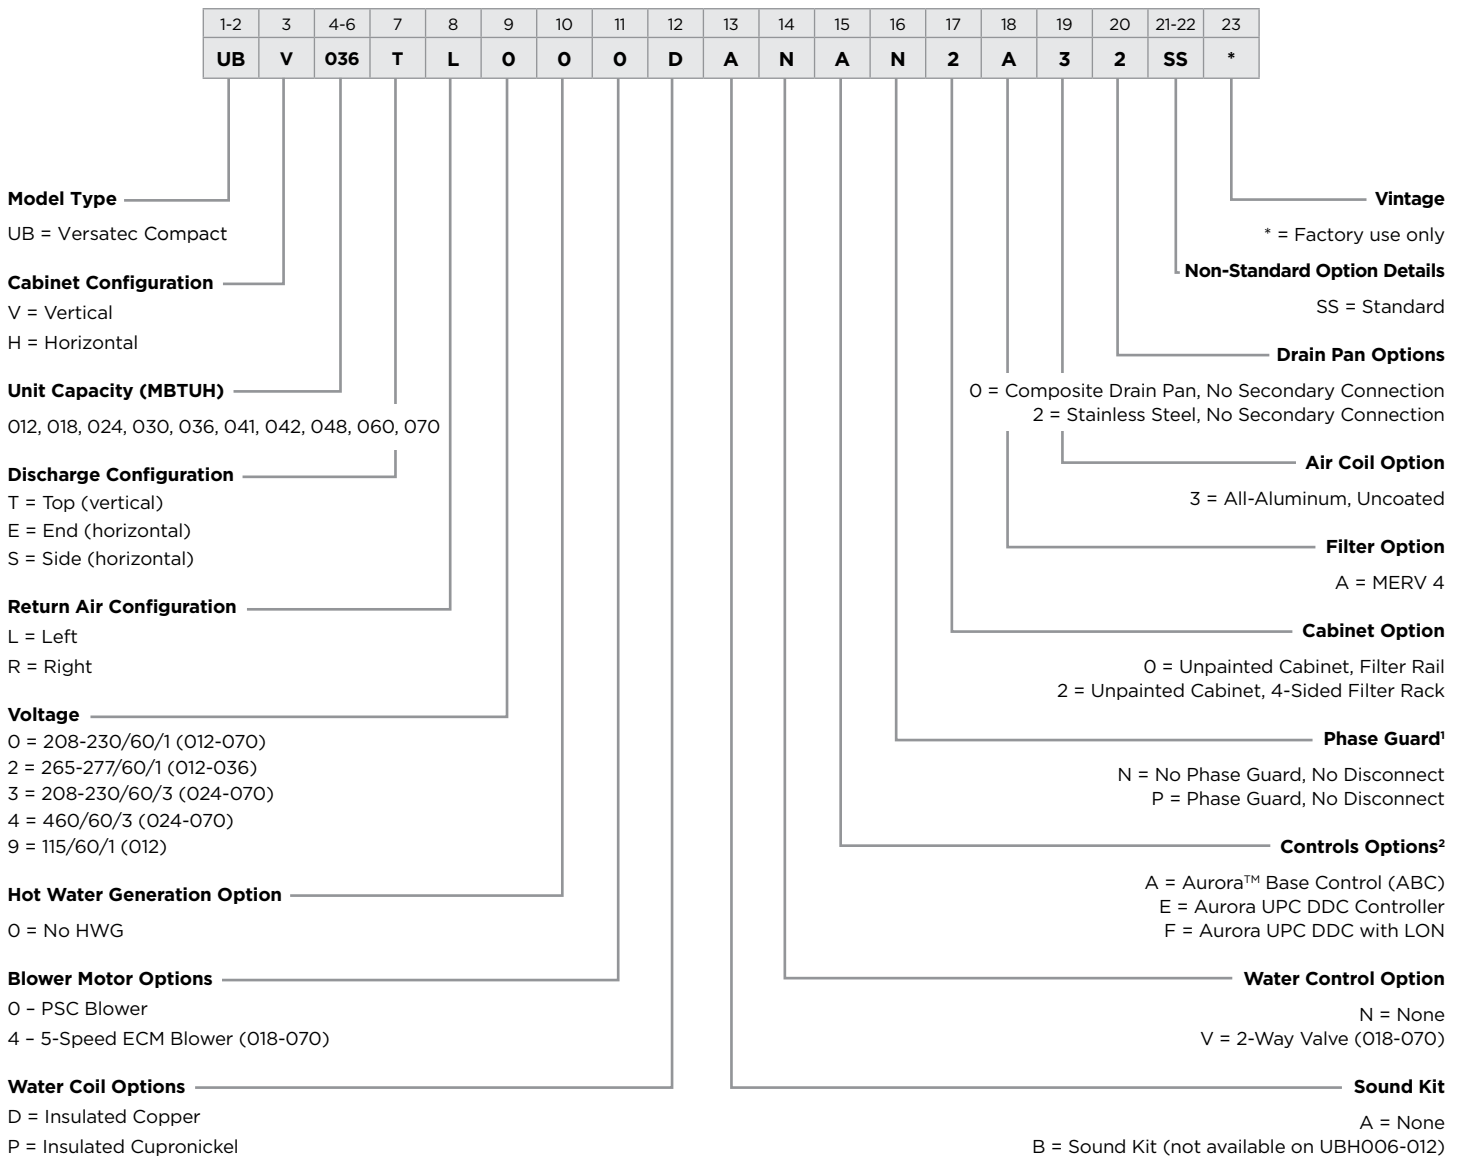 1-2 3 4-6 7 8 9 10 11 12 13 14 15 16 17 18 19 20 21-22 23
UB V 036 T L 0 0 0 D A N A N 2 A 3 2 SS *
Model Type
UB = Versatec Compact
Cabinet Configuration
V = Vertical
H = Horizontal
Unit Capacity (MBTUH)
012, 018, 024, 030, 036, 041, 042, 048, 060, 070
Discharge Configuration
T = Top (vertical)
E = End (horizontal)
S = Side (horizontal)
Return Air Configuration
L = Left
R = Right
Voltage
0 = 208-230/60/1 (012-070)
2 = 265-277/60/1 (012-036)
3 = 208-230/60/3 (024-070)
4 = 460/60/3 (024-070)
9 = 115/60/1 (012)
Hot Water Generation Option
0 = No HWG
Blower Motor Options
0 – PSC Blower
4 – 5-Speed ECM Blower (018-070)
Water Coil Options
D = Insulated Copper
P = Insulated Cupronickel
Vintage
* = Factory use only
Non-Standard Option Details
SS = Standard
Drain Pan Options
0 = Composite Drain Pan, No Secondary Connection
2 = Stainless Steel, No Secondary Connection
Air Coil Option
3 = All-Aluminum, Uncoated
Filter Option
A = MERV 4
Cabinet Option
0 = Unpainted Cabinet, Filter Rail
2 = Unpainted Cabinet, 4-Sided Filter Rack
Phase Guard¹
N = No Phase Guard, No Disconnect
P = Phase Guard, No Disconnect
Controls Options²
A = Aurora™ Base Control (ABC)
E = Aurora UPC DDC Controller
F = Aurora UPC DDC with LON
Water Control Option
N = None
V = 2-Way Valve (018-070)
Sound Kit
A = None
B = Sound Kit (not available on UBH006-012)